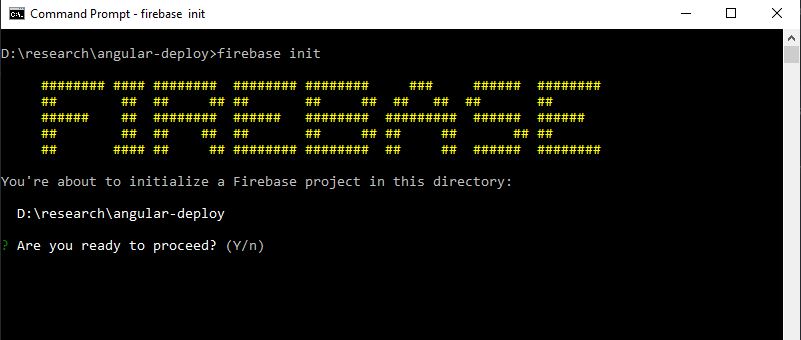 Command Prompt - firebase  init
D:\research\angular-deploy>firebase init
######## #### ########  ######## ########     ###     ######  ########
##        ##  ##     ## ##       ##     ##  ##   ##  ##       ##
######    ##  ########  ######   ########  #########  ######  ######
##        ##  ##    ##  ##       ##     ## ##     ##       ## ##
##       #### ##     ## ######## ########  ##     ##  ######  ########
You're about to initialize a Firebase project in this directory:
D:\research\angular-deploy
? Are you ready to proceed? (Y/n)